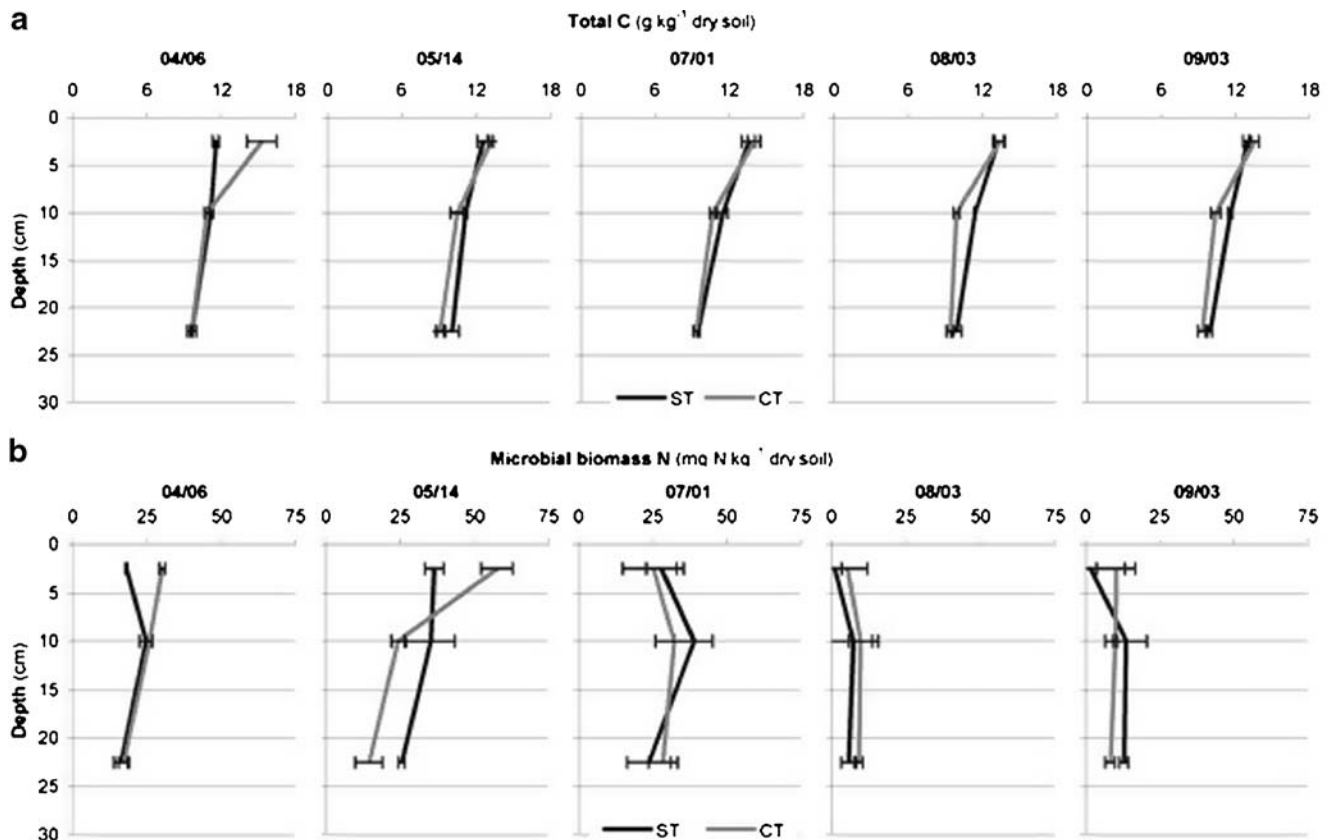 a
Total C (g kg⁻¹ dry soil)
04/06 05/14 07/01 08/03 09/03
0 6 12 18 0 6 12 18 0 6 12 18 0 6 12 18 0 6 12 18
0
5
10
15
20
25
30
Depth (cm)
ST CT
b
Microbial biomass N (mg N kg⁻¹ dry soil)
04/06 05/14 07/01 08/03 09/03
0 25 50 75 0 25 50 75 0 25 50 75 0 25 50 75 0 25 50 75
0
5
10
15
20
25
30
Depth (cm)
ST CT